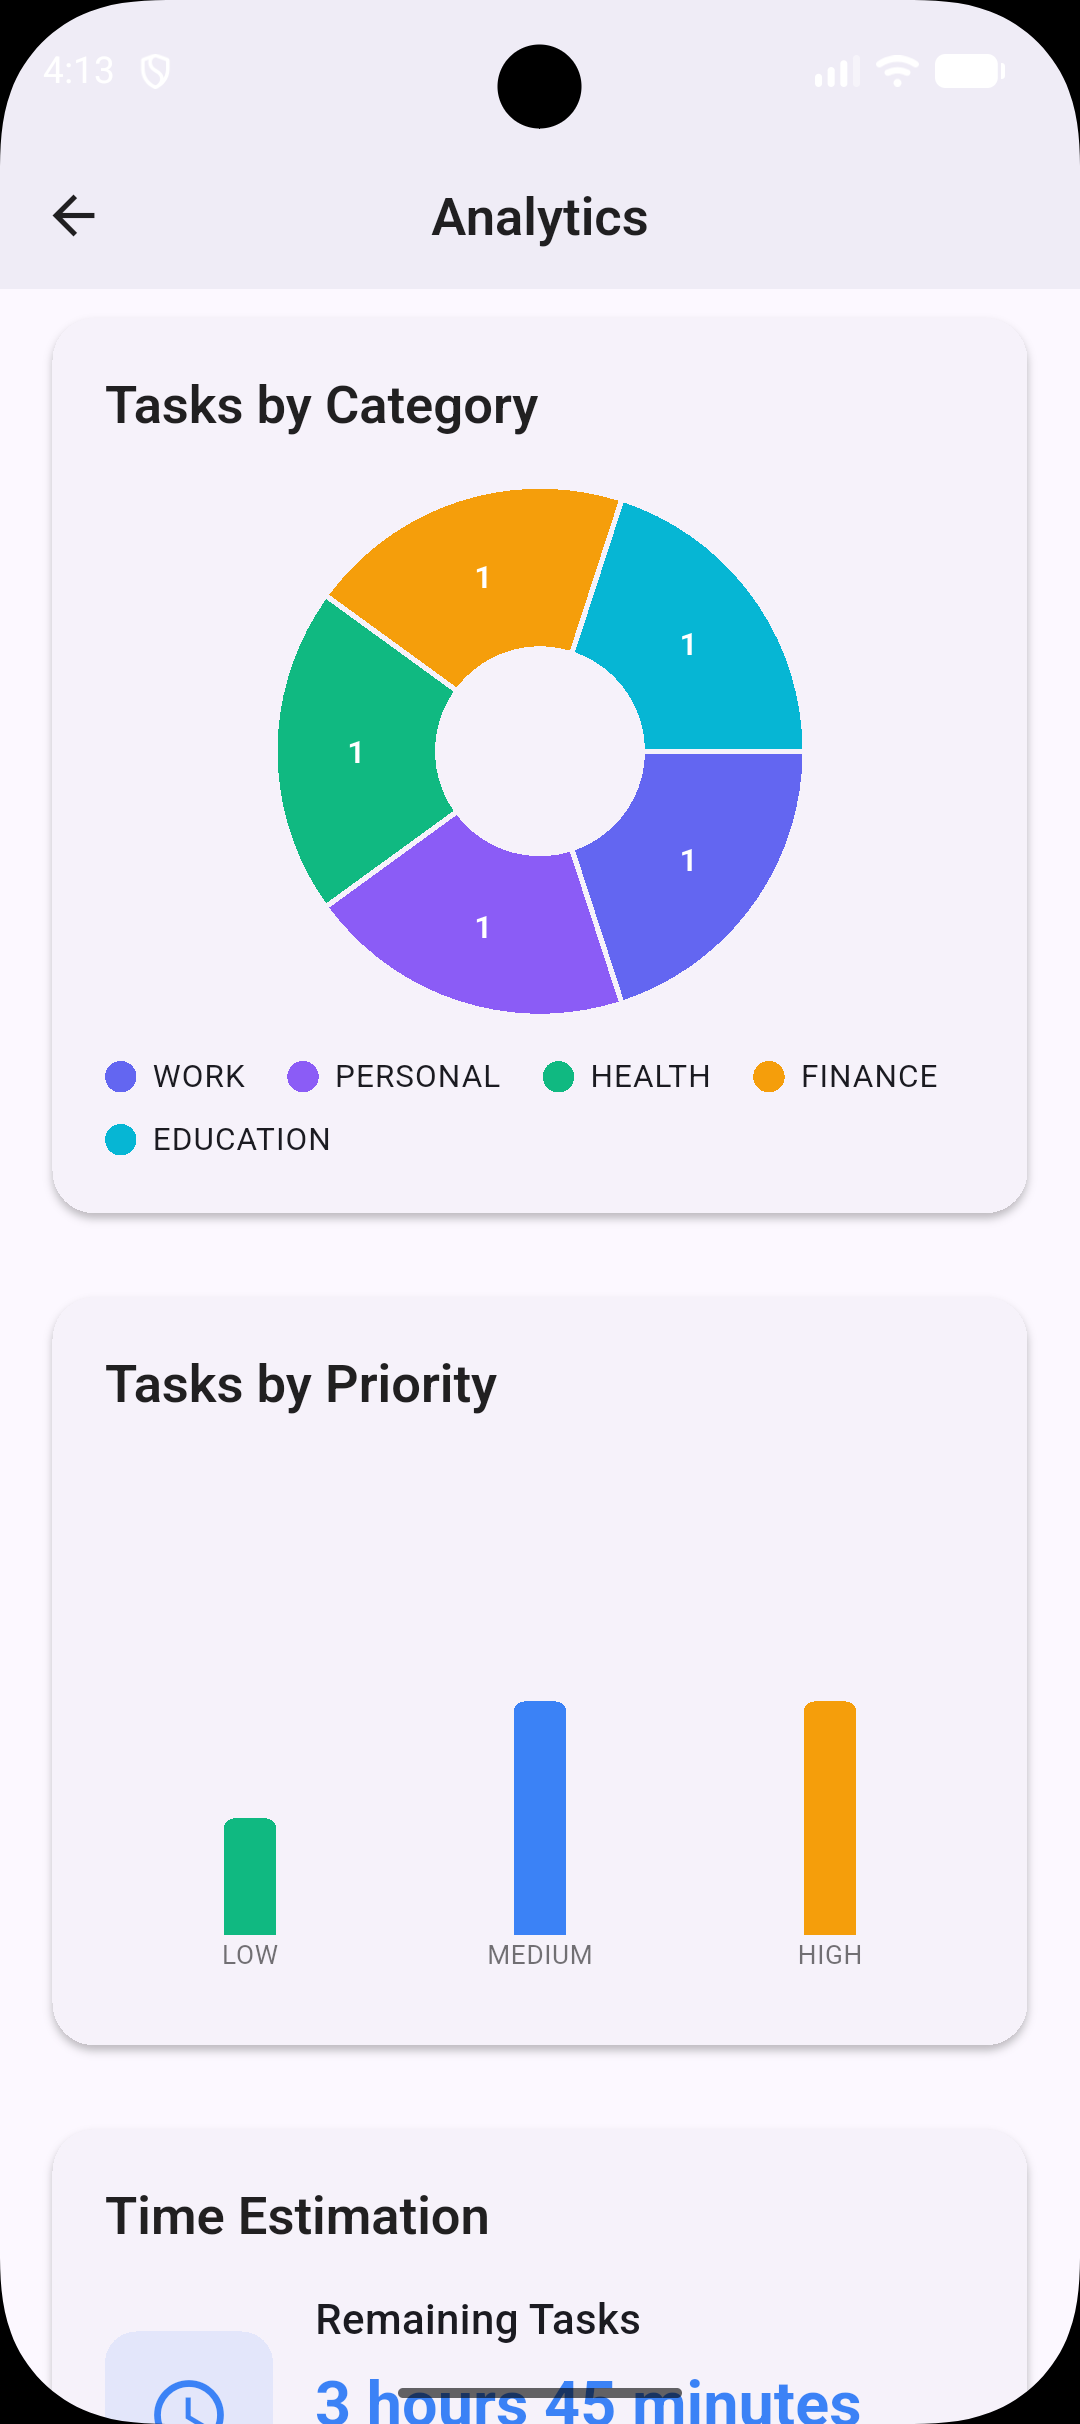 4:13
Analytics
Tasks by Category
1
1
1
1
1
WORK PERSONAL HEALTH FINANCE
EDUCATION
Tasks by Priority
LOW MEDIUM HIGH
Time Estimation
Remaining Tasks
3 hours 45 minutes